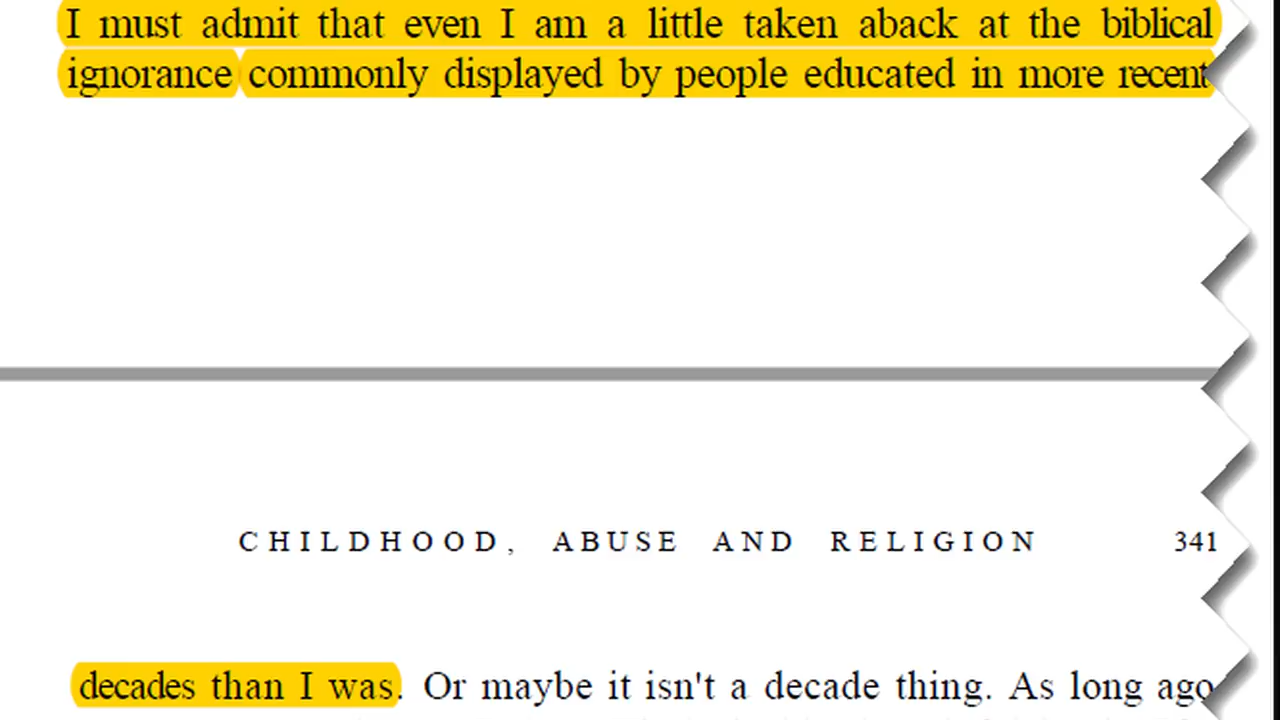 I must admit that even I am a little taken aback at the biblical
ignorance commonly displayed by people educated in more recent
CHILDHOOD, ABUSE AND RELIGION 341
decades than I was. Or maybe it isn't a decade thing. As long ago